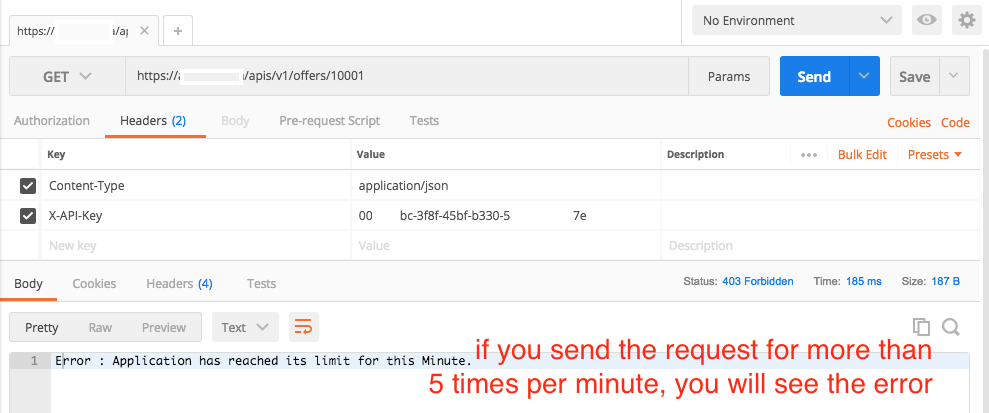 No Environment
https:// /ap
GET
https:// /apis/v1/offers/10001
Params
Send
Save
Authorization
Headers (2)
Body
Pre-request Script
Tests
Cookies
Code
Key
Value
Description
Bulk Edit
Presets
Content-Type
application/json
X-API-Key
00 bc-3f8f-45bf-b330-5 7e
New key
Value
Description
Body
Cookies
Headers (4)
Tests
Status: 403 Forbidden
Time: 185 ms
Size: 187 B
Pretty
Raw
Preview
Text
1 Error : Application has reached its limit for this Minute.
if you send the request for more than
5 times per minute, you will see the error